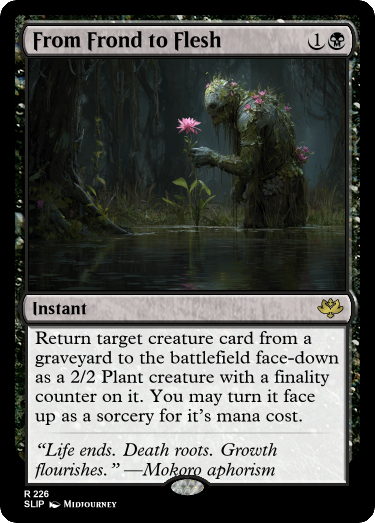 From Frond to Flesh 1
Instant
Return target creature card from a
graveyard to the battlefield face-down
as a 2/2 Plant creature with a finality
counter on it. You may turn it face
up as a sorcery for it's mana cost.
“Life ends. Death roots. Growth
flourishes.” —Mokoro aphorism
R 226
SLIP MIDJOURNEY